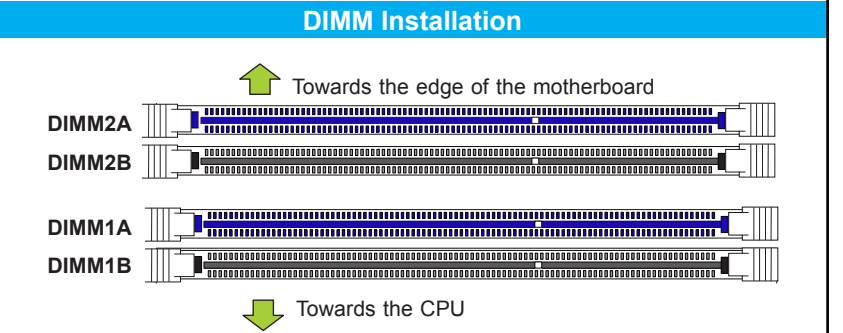 DIMM Installation
Towards the edge of the motherboard
DIMM2A
DIMM2B
DIMM1A
DIMM1B
Towards the CPU